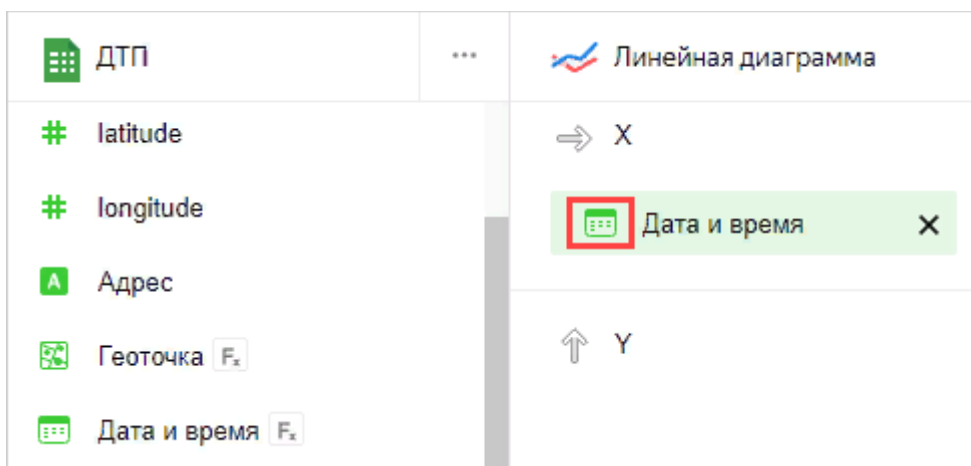 ДТП
latitude
longitude
A Адрес
Геоточка Fx
Дата и время Fx
Линейная диаграмма
X
Дата и время
Y